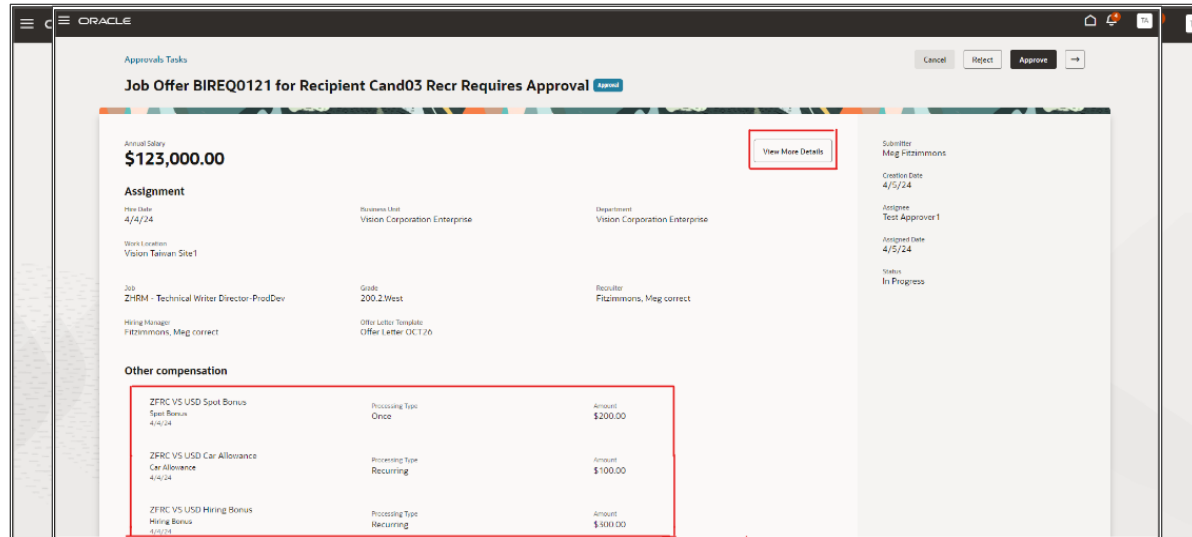 ORACLE
TA
Approvals Tasks
Cancel
Reject
Approve
Job Offer BIREQ0121 for Recipient Cand03 Recr Requires Approval
Approval
Annual Salary
$123,000.00
View More Details
Submitter
Meg Fitzimmons
Creation Date
4/5/24
Assignee
Test Approver1
Assigned Date
4/5/24
Status
In Progress
Assignment
Hire Date
4/4/24
Business Unit
Vision Corporation Enterprise
Department
Vision Corporation Enterprise
Work Location
Vision Taiwan Site1
Job
ZHRM - Technical Writer Director-ProdDev
Grade
200.2.West
Recruiter
Fitzimmons, Meg correct
Hiring Manager
Fitzimmons, Meg correct
Offer Letter Template
Offer Letter OCT26
Other compensation
ZFRC VS USD Spot Bonus
Spot Bonus
4/4/24
Processing Type
Once
Amount
$200.00
ZFRC VS USD Car Allowance
Car Allowance
4/4/24
Processing Type
Recurring
Amount
$100.00
ZFRC VS USD Hiring Bonus
Hiring Bonus
4/4/24
Processing Type
Recurring
Amount
$300.00